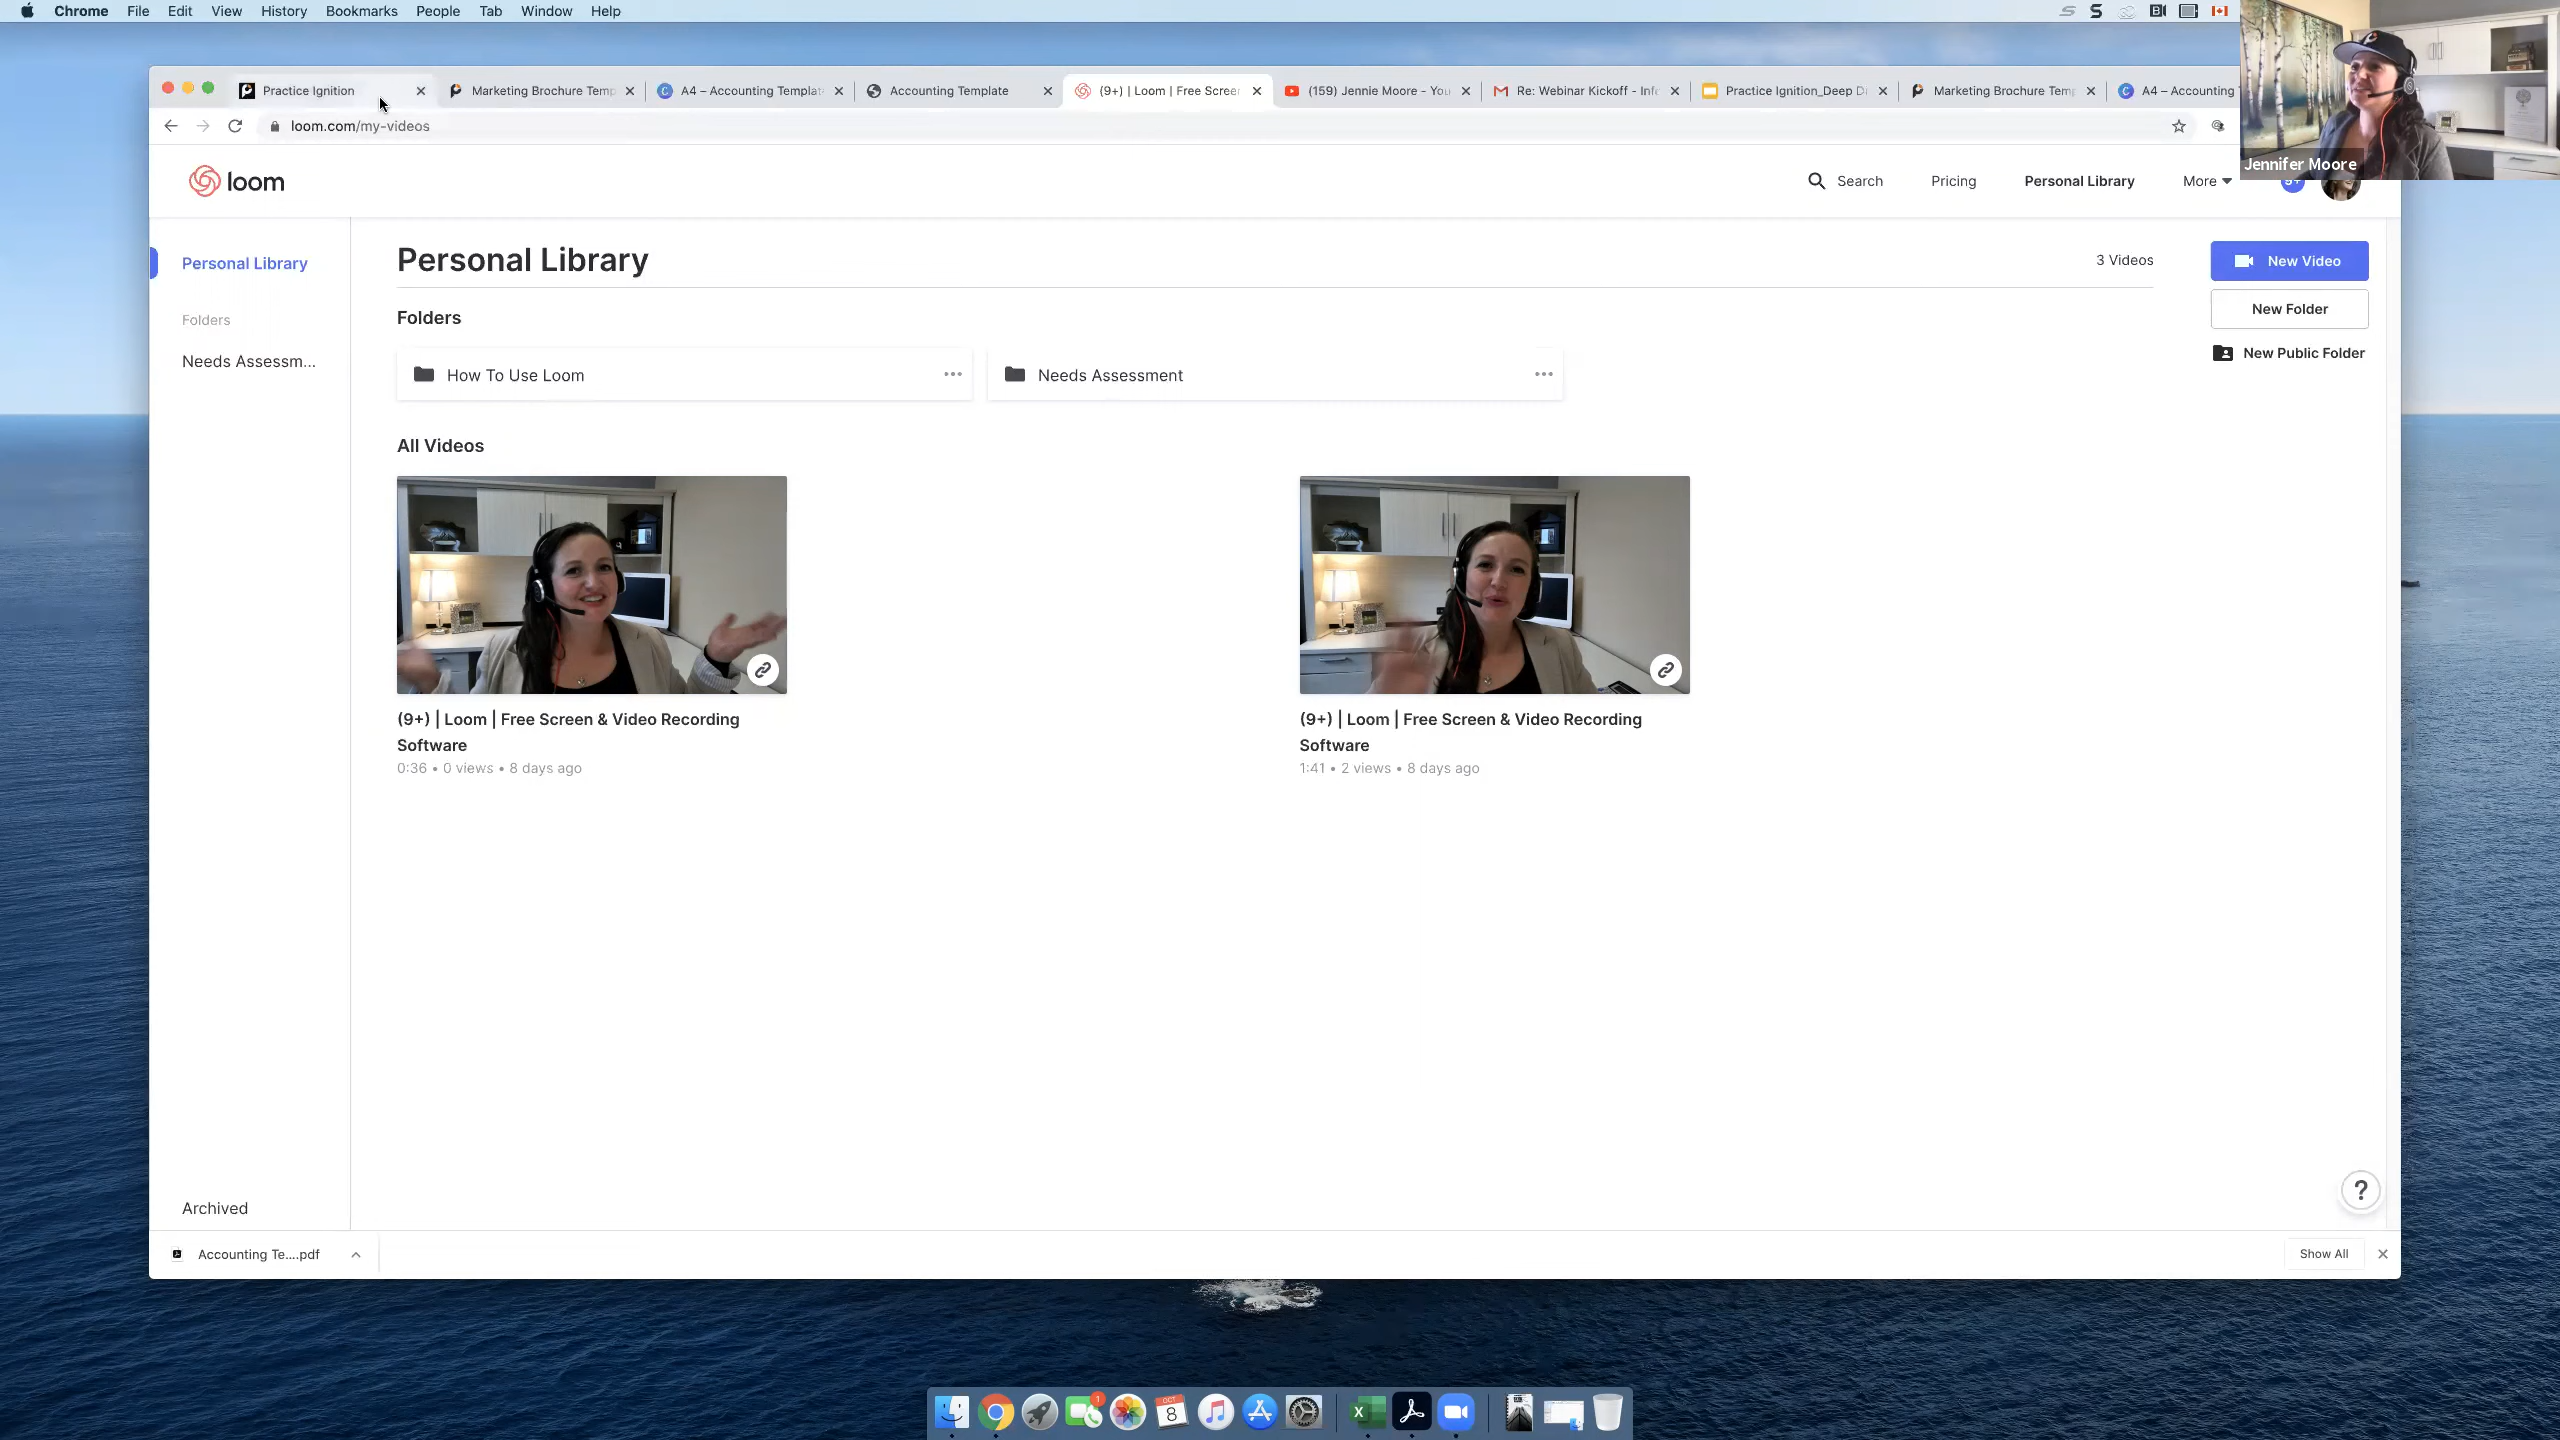 Chrome File Edit View History Bookmarks People Tab Window Help
Practice Ignition
Marketing Brochure Temp
A4 – Accounting Templat
Accounting Template
(9+) | Loom | Free Screen
(159) Jennie Moore - You
Re: Webinar Kickoff - Info
Practice Ignition_Deep D
Marketing Brochure Temp
A4 – Accounting
loom.com/my-videos
Jennifer Moore
loom
Search
Pricing
Personal Library
More
9+
Personal Library
Folders
Needs Assessm...
Archived
Personal Library
3 Videos
New Video
New Folder
New Public Folder
Folders
How To Use Loom
Needs Assessment
All Videos
(9+) | Loom | Free Screen & Video Recording
Software
0:36 • 0 views • 8 days ago
(9+) | Loom | Free Screen & Video Recording
Software
1:41 • 2 views • 8 days ago
?
Accounting Te....pdf
Show All
1
OCT
8